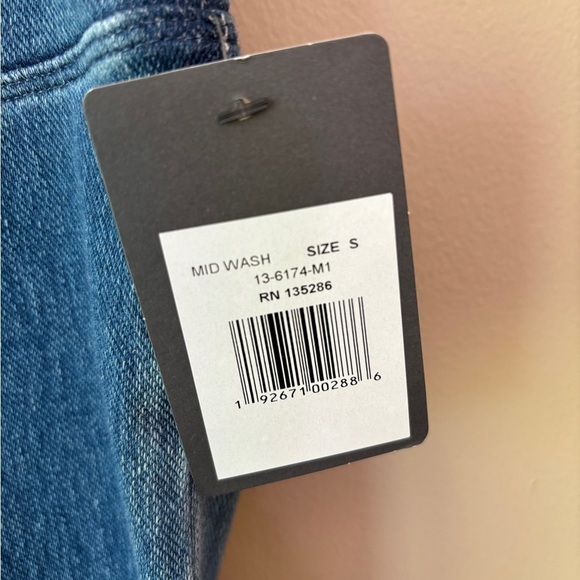 MID WASH SIZE S
13-6174-M1
RN 135286
1 92671 00288 6